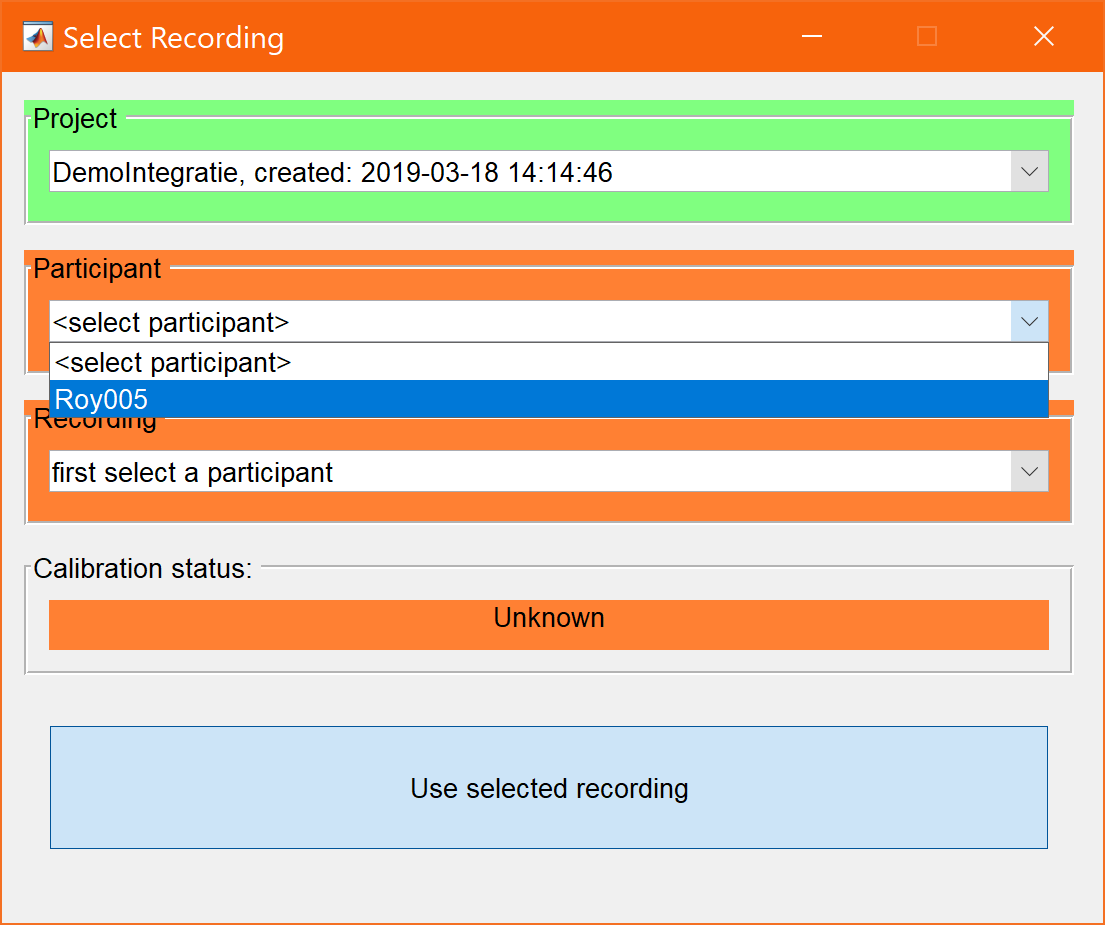 Select Recording
Project
DemoIntegratie, created: 2019-03-18 14:14:46
Participant
<select participant>
<select participant>
Roy005
Recording
first select a participant
Calibration status:
Unknown
Use selected recording